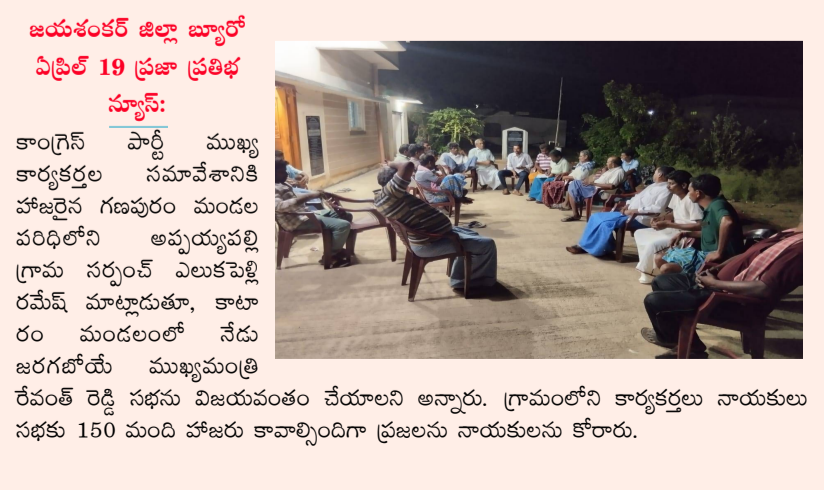 జయశంకర్ జిల్లా బ్యూరో
ఏప్రిల్ 19 ప్రజా ప్రతిభ
న్యూస్:
కాంగ్రెస్ పార్టీ ముఖ్య
కార్యకర్తల సమావేశానికి
హాజరైన గణపురం మండల
పరిధిలోని అప్పయ్యపల్లి
గ్రామ సర్పంచ్ ఎలుకపెల్లి
రమేష్ మాట్లాడుతూ, కాటా
రం మండలంలో నేడు
జరగబోయే ముఖ్యమంత్రి
రేవంత్ రెడ్డి సభను విజయవంతం చేయాలని అన్నారు. గ్రామంలోని కార్యకర్తలు నాయకులు
సభకు 150 మంది హాజరు కావాల్సిందిగా ప్రజలను నాయకులను కోరారు.